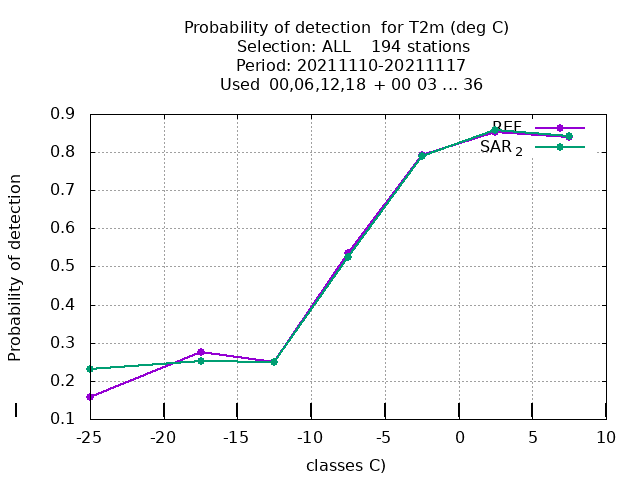 Probability of detection for T2m (deg C)
Selection: ALL 194 stations
Period: 20211110-20211117
Used 00,06,12,18 + 00 03 ... 36
Probability of detection
0.9
0.8
0.7
0.6
0.5
0.4
0.3
0.2
0.1
REF
SAR 2
-25 -20 -15 -10 -5 0 5 10
classes C)